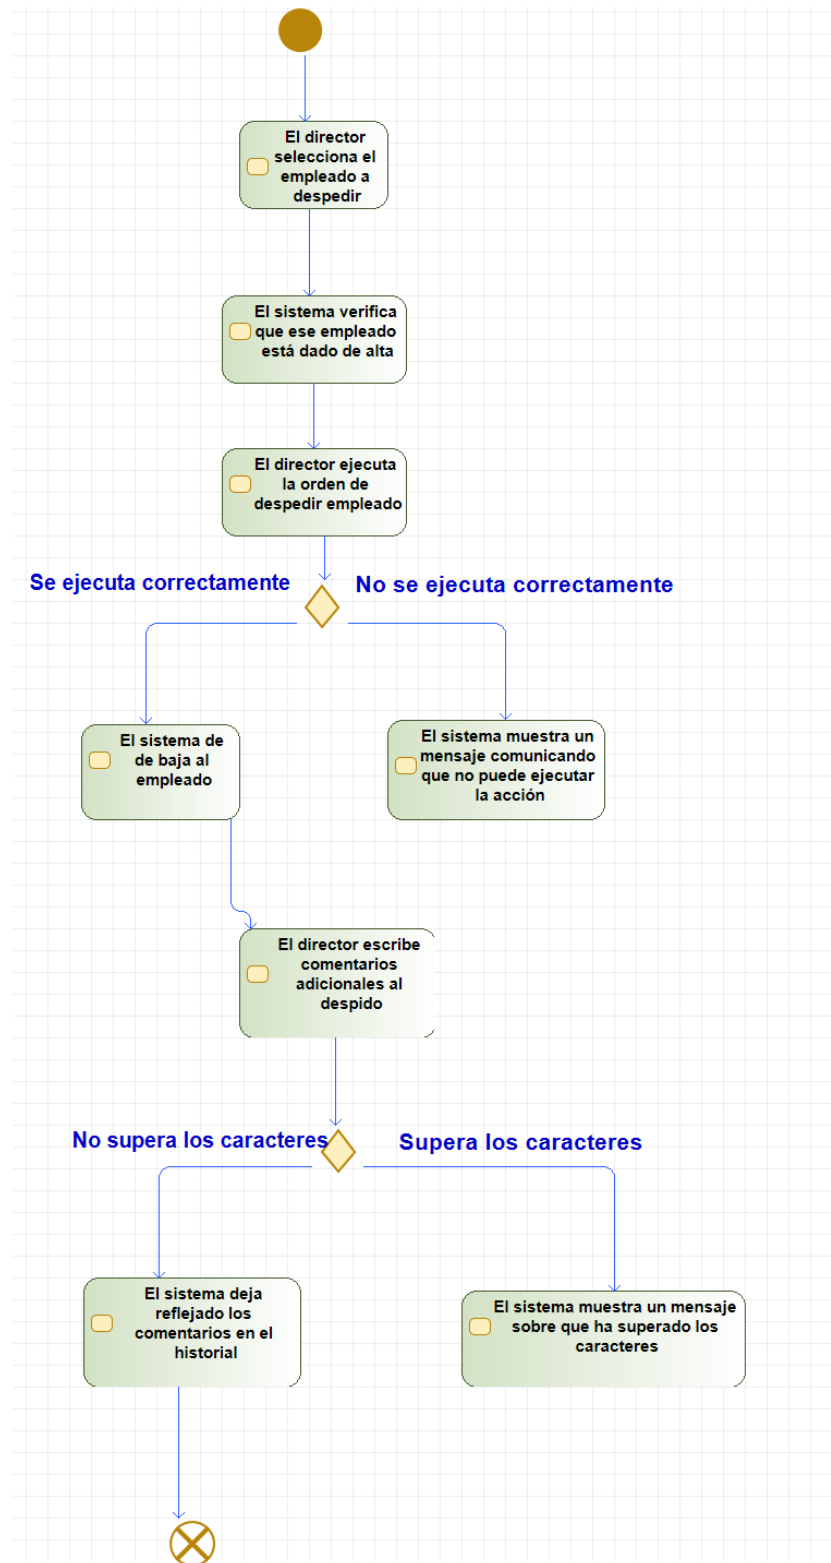 El director
selecciona el
empleado a
despedir
El sistema verifica
que ese empleado
está dado de alta
El director ejecuta
la orden de
despedir empleado
Se ejecuta correctamente
No se ejecuta correctamente
El sistema de
de baja al
empleado
El sistema muestra un
mensaje comunicando
que no puede ejecutar
la acción
El director escribe
comentarios
adicionales al
despido
No supera los caracteres
Supera los caracteres
El sistema deja
reflejado los
comentarios en el
historial
El sistema muestra un mensaje
sobre que ha superado los
caracteres